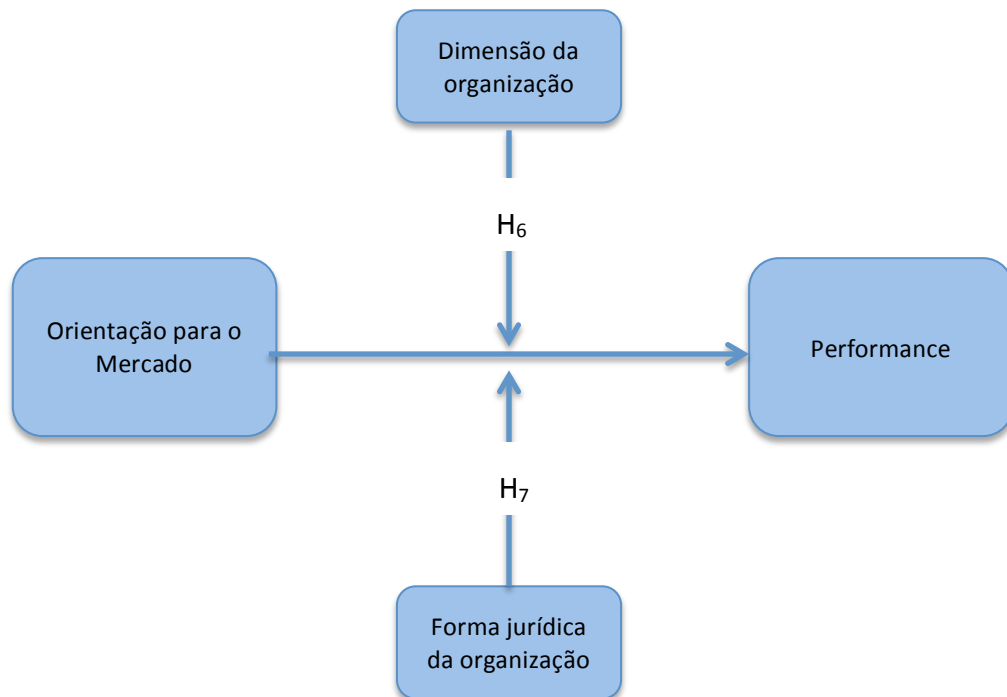 Dimensão da
organização
H₆
Orientação para o
Mercado
Performance
H₇
Forma jurídica
da organização